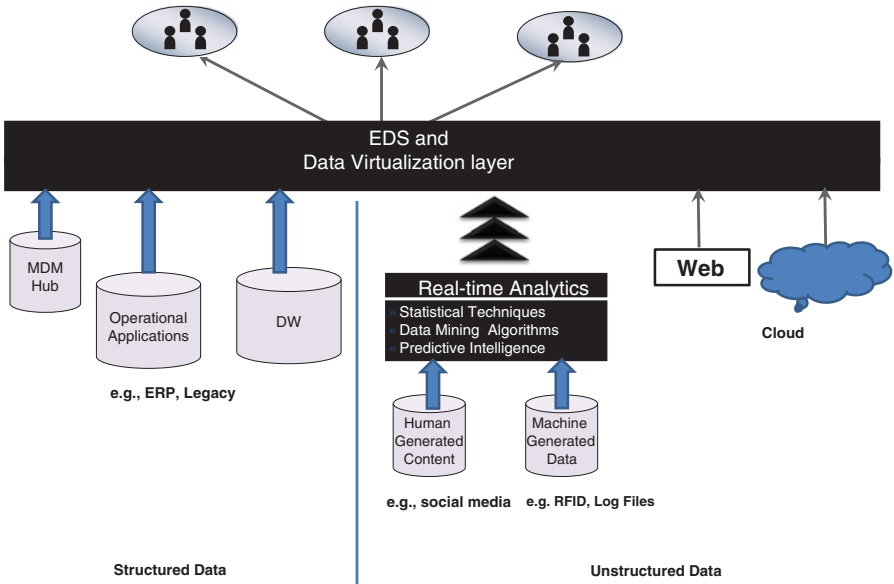 EDS and
Data Virtualization layer
MDM
Hub
Operational
Applications
DW
e.g., ERP, Legacy
Real-time Analytics
» Statistical Techniques
» Data Mining Algorithms
» Predictive Intelligence
Human
Generated
Content
Machine
Generated
Data
e.g., social media
e.g. RFID, Log Files
Web
Cloud
Structured Data
Unstructured Data